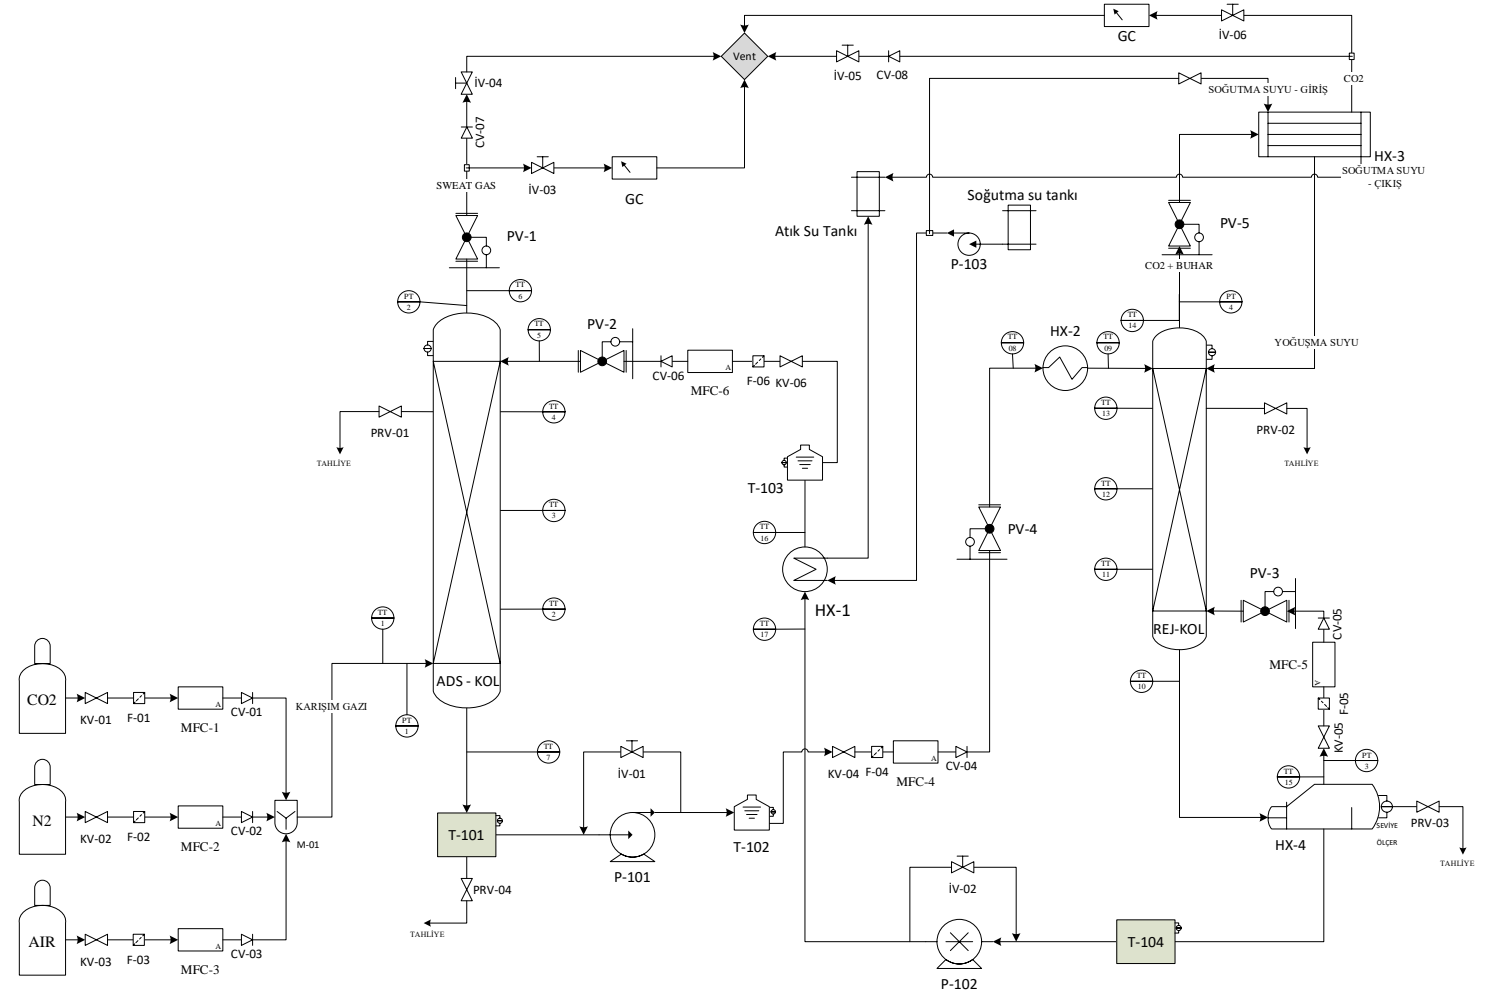 GC
İV-06
Vent
İV-05
CV-08
CO2
İV-04
SOĞUTMA SUYU - GİRİŞ
CV-07
HX-3
SOĞUTMA SUYU
- ÇIKIŞ
SWEAT GAS
İV-03
GC
Soğutma su tankı
Atık Su Tankı
PV-1
PV-5
P-103
CO2 + BUHAR
TT
6
PT
2
PT
4
TT
14
PV-2
TT
5
TT
08
HX-2
TT
09
YOĞUŞMA SUYU
CV-06
MFC-6
A
F-06
KV-06
TT
4
TT
13
PRV-01
PRV-02
TAHLİYE
TAHLİYE
T-103
TT
12
TT
3
TT
16
PV-4
TT
11
PV-3
HX-1
TT
2
TT
1
TT
17
CV-05
REJ-KOL
MFC-5
A
ADS - KOL
TT
10
CO2
KV-01
F-01
MFC-1
A
CV-01
KARIŞIM GAZI
PT
1
F-05
KV-05
TT
7
İV-01
KV-04
F-04
MFC-4
A
CV-04
PT
3
TT
15
N2
KV-02
F-02
MFC-2
A
CV-02
M-01
T-101
P-101
T-102
HX-4
SEVİYE
ÖLÇER
PRV-03
TAHLİYE
PRV-04
TAHLİYE
İV-02
AIR
KV-03
F-03
MFC-3
A
CV-03
P-102
T-104